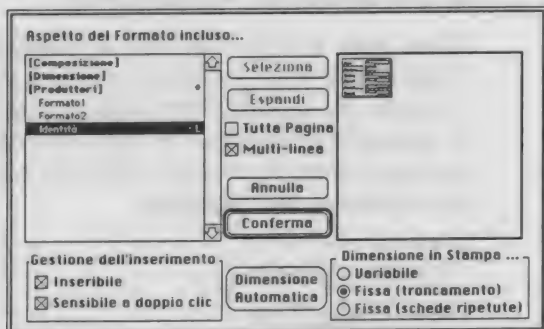 Aspetto del Formato incluso...
[Composizione]
[Dimensione]
[Produttori]
Formato1
Formato2
Identità • L
Seleziona
Espandi
Tutta Pagina
Multi-linea
Annulla
Conferma
Gestione dell'inserimento
Inseribile
Sensibile a doppio clic
Dimensione
Automatica
Dimensione in Stampa ...
Variabile
Fissa (troncamento)
Fissa (schede ripetute)